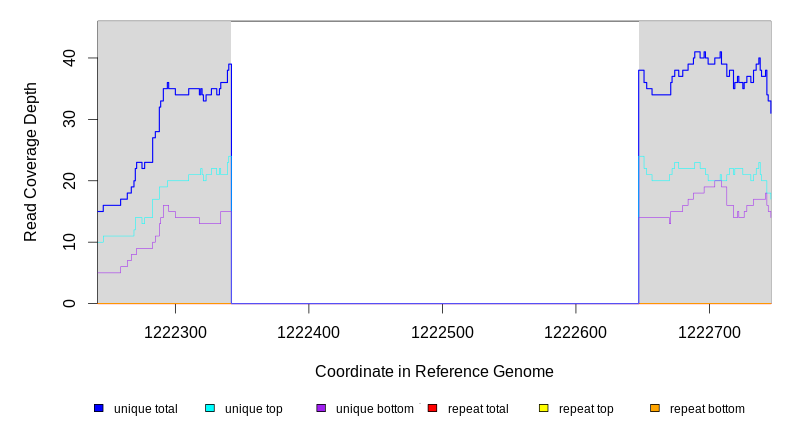 Read Coverage Depth
40
30
20
10
0
1222300 1222400 1222500 1222600 1222700
Coordinate in Reference Genome
unique total unique top unique bottom repeat total repeat top repeat bottom